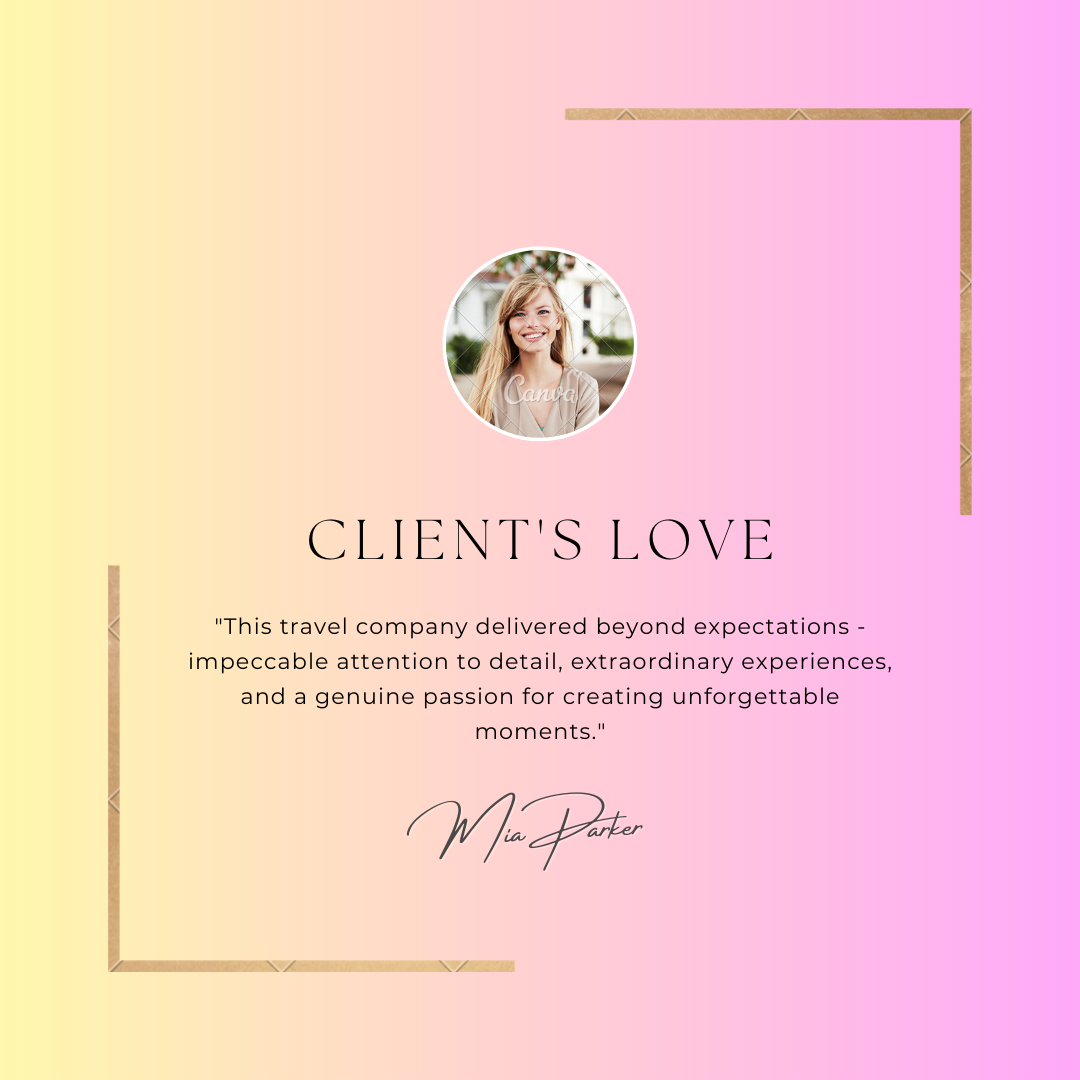 Canva
CLIENT'S LOVE
"This travel company delivered beyond expectations -
impeccable attention to detail, extraordinary experiences,
and a genuine passion for creating unforgettable
moments."
Mia Parker